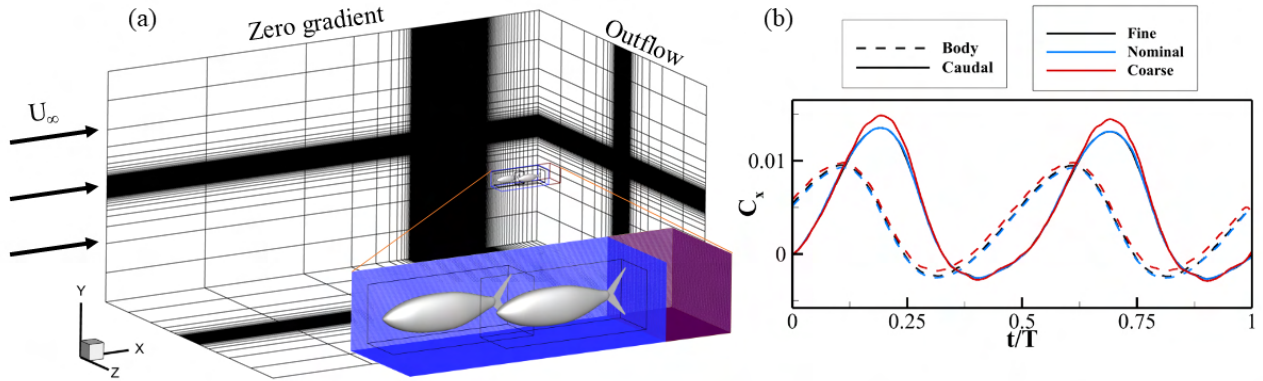 (a)
Zero gradient
Outflow
U∞
Y
X
Z
(b)
Body
Caudal
Fine
Nominal
Coarse
0.01
0
Cx
0
0.25
0.5
0.75
1
t/T